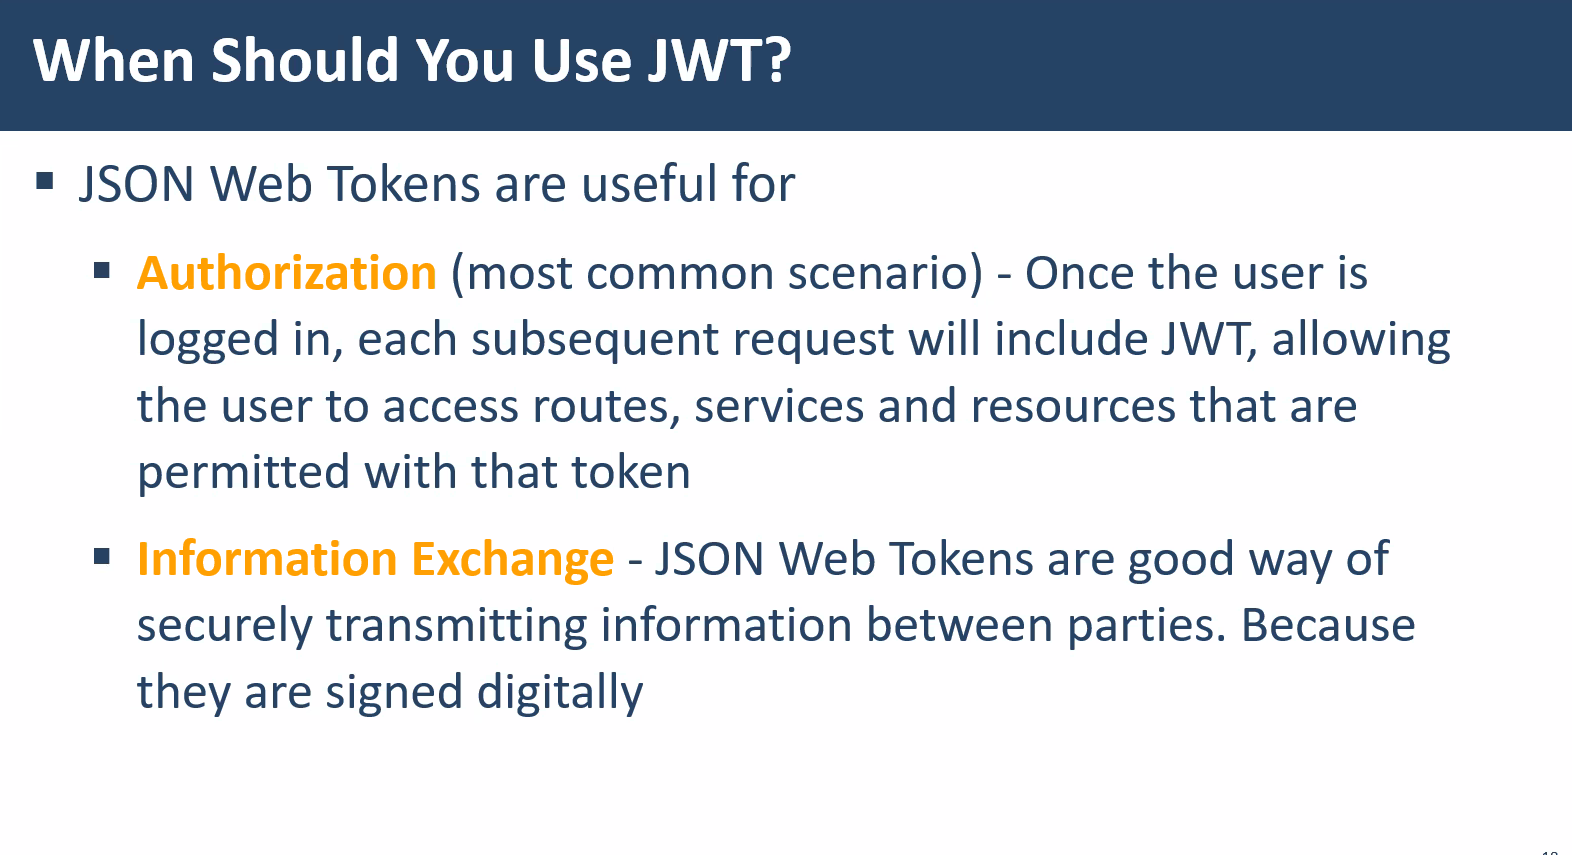 When Should You Use JWT?
▪ JSON Web Tokens are useful for
▪ Authorization (most common scenario) - Once the user is
logged in, each subsequent request will include JWT, allowing
the user to access routes, services and resources that are
permitted with that token
▪ Information Exchange - JSON Web Tokens are good way of
securely transmitting information between parties. Because
they are signed digitally